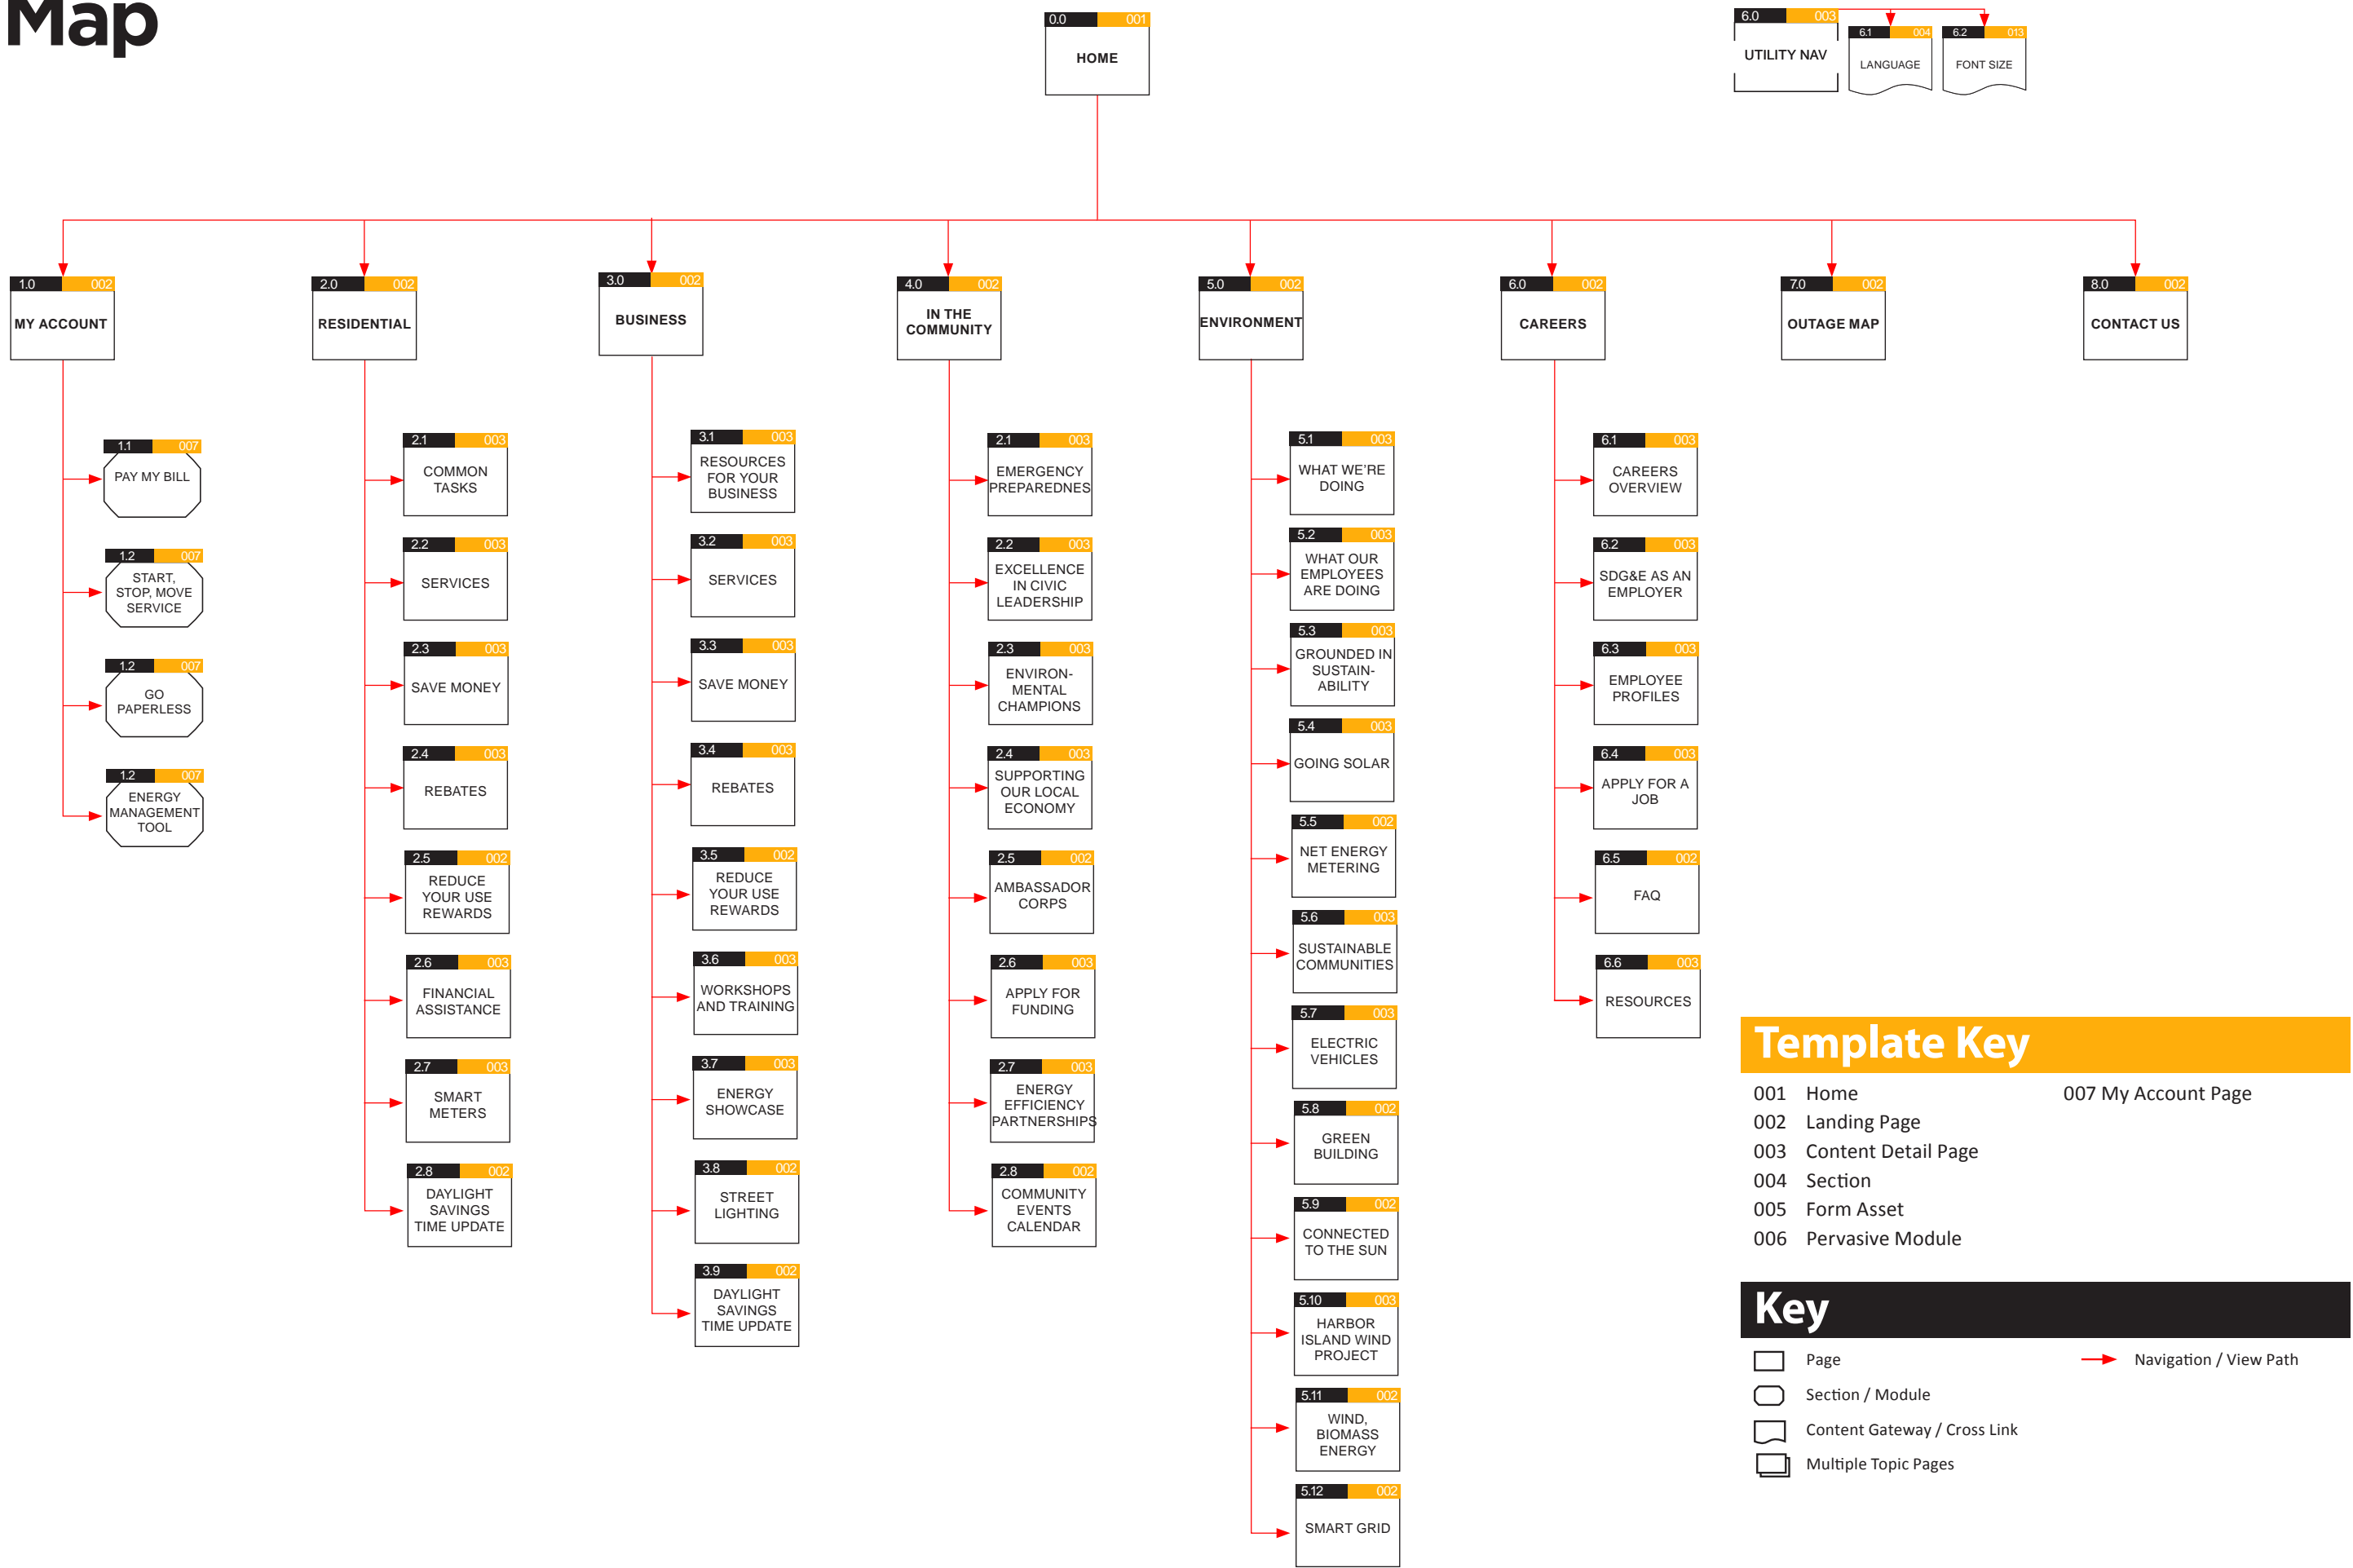 Map
0.0 001
HOME
6.0 003
UTILITY NAV
6.1 004
LANGUAGE
6.2 013
FONT SIZE
1.0 002
MY ACCOUNT
2.0 002
RESIDENTIAL
3.0 002
BUSINESS
4.0 002
IN THE
COMMUNITY
5.0 002
ENVIRONMENT
6.0 002
CAREERS
7.0 002
OUTAGE MAP
8.0 002
CONTACT US
1.1 007
PAY MY BILL
1.2 007
START,
STOP, MOVE
SERVICE
1.2 007
GO
PAPERLESS
1.2 007
ENERGY
MANAGEMENT
TOOL
2.1 003
COMMON
TASKS
2.2 003
SERVICES
2.3 003
SAVE MONEY
2.4 003
REBATES
2.5 002
REDUCE
YOUR USE
REWARDS
2.6 003
FINANCIAL
ASSISTANCE
2.7 003
SMART
METERS
2.8 002
DAYLIGHT
SAVINGS
TIME UPDATE
3.1 003
RESOURCES
FOR YOUR
BUSINESS
3.2 003
SERVICES
3.3 003
SAVE MONEY
3.4 003
REBATES
3.5 002
REDUCE
YOUR USE
REWARDS
3.6 003
WORKSHOPS
AND TRAINING
3.7 003
ENERGY
SHOWCASE
3.8 002
STREET
LIGHTING
3.9 002
DAYLIGHT
SAVINGS
TIME UPDATE
2.1 003
EMERGENCY
PREPAREDNES
2.2 003
EXCELLENCE
IN CIVIC
LEADERSHIP
2.3 003
ENVIRON-
MENTAL
CHAMPIONS
2.4 003
SUPPORTING
OUR LOCAL
ECONOMY
2.5 002
AMBASSADOR
CORPS
2.6 003
APPLY FOR
FUNDING
2.7 003
ENERGY
EFFICIENCY
PARTNERSHIPS
2.8 002
COMMUNITY
EVENTS
CALENDAR
5.1 003
WHAT WE'RE
DOING
5.2 003
WHAT OUR
EMPLOYEES
ARE DOING
5.3 003
GROUNDED IN
SUSTAIN-
ABILITY
5.4 003
GOING SOLAR
5.5 002
NET ENERGY
METERING
5.6 003
SUSTAINABLE
COMMUNITIES
5.7 003
ELECTRIC
VEHICLES
5.8 002
GREEN
BUILDING
5.9 002
CONNECTED
TO THE SUN
5.10 003
HARBOR
ISLAND WIND
PROJECT
5.11 002
WIND,
BIOMASS
ENERGY
5.12 002
SMART GRID
6.1 003
CAREERS
OVERVIEW
6.2 003
SDG&E AS AN
EMPLOYER
6.3 003
EMPLOYEE
PROFILES
6.4 003
APPLY FOR A
JOB
6.5 002
FAQ
6.6 003
RESOURCES
Template Key
001 Home
002 Landing Page
003 Content Detail Page
004 Section
005 Form Asset
006 Pervasive Module
007 My Account Page
Key
Page
Section / Module
Content Gateway / Cross Link
Multiple Topic Pages
Navigation / View Path